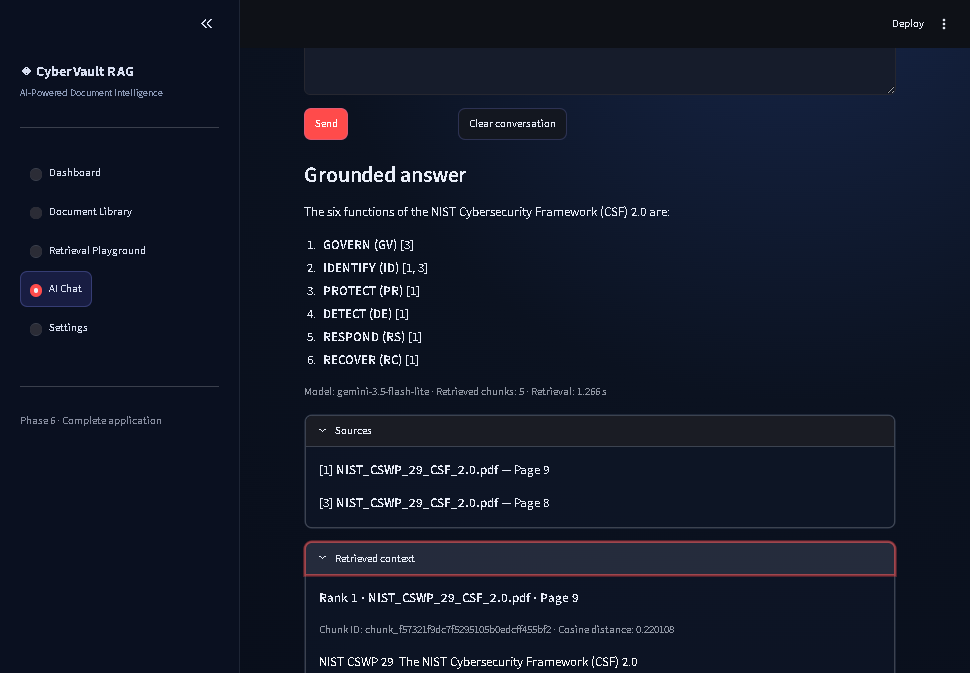 Deploy
CyberVault RAG
AI-Powered Document Intelligence
Dashboard
Document Library
Retrieval Playground
AI Chat
Settings
Phase 6 · Complete application
Send
Clear conversation
Grounded answer
The six functions of the NIST Cybersecurity Framework (CSF) 2.0 are:
1. GOVERN (GV) [3]
2. IDENTIFY (ID) [1, 3]
3. PROTECT (PR) [1]
4. DETECT (DE) [1]
5. RESPOND (RS) [1]
6. RECOVER (RC) [1]
Model: gemini-3.5-flash-lite · Retrieved chunks: 5 · Retrieval: 1.266 s
Sources
[1] NIST_CSWP_29_CSF_2.0.pdf — Page 9
[3] NIST_CSWP_29_CSF_2.0.pdf — Page 8
Retrieved context
Rank 1 · NIST_CSWP_29_CSF_2.0.pdf · Page 9
Chunk ID: chunk_f57321f9dc7f5295105b0edcff455bf2 · Cosine distance: 0.220108
NIST CSWP 29 The NIST Cybersecurity Framework (CSF) 2.0